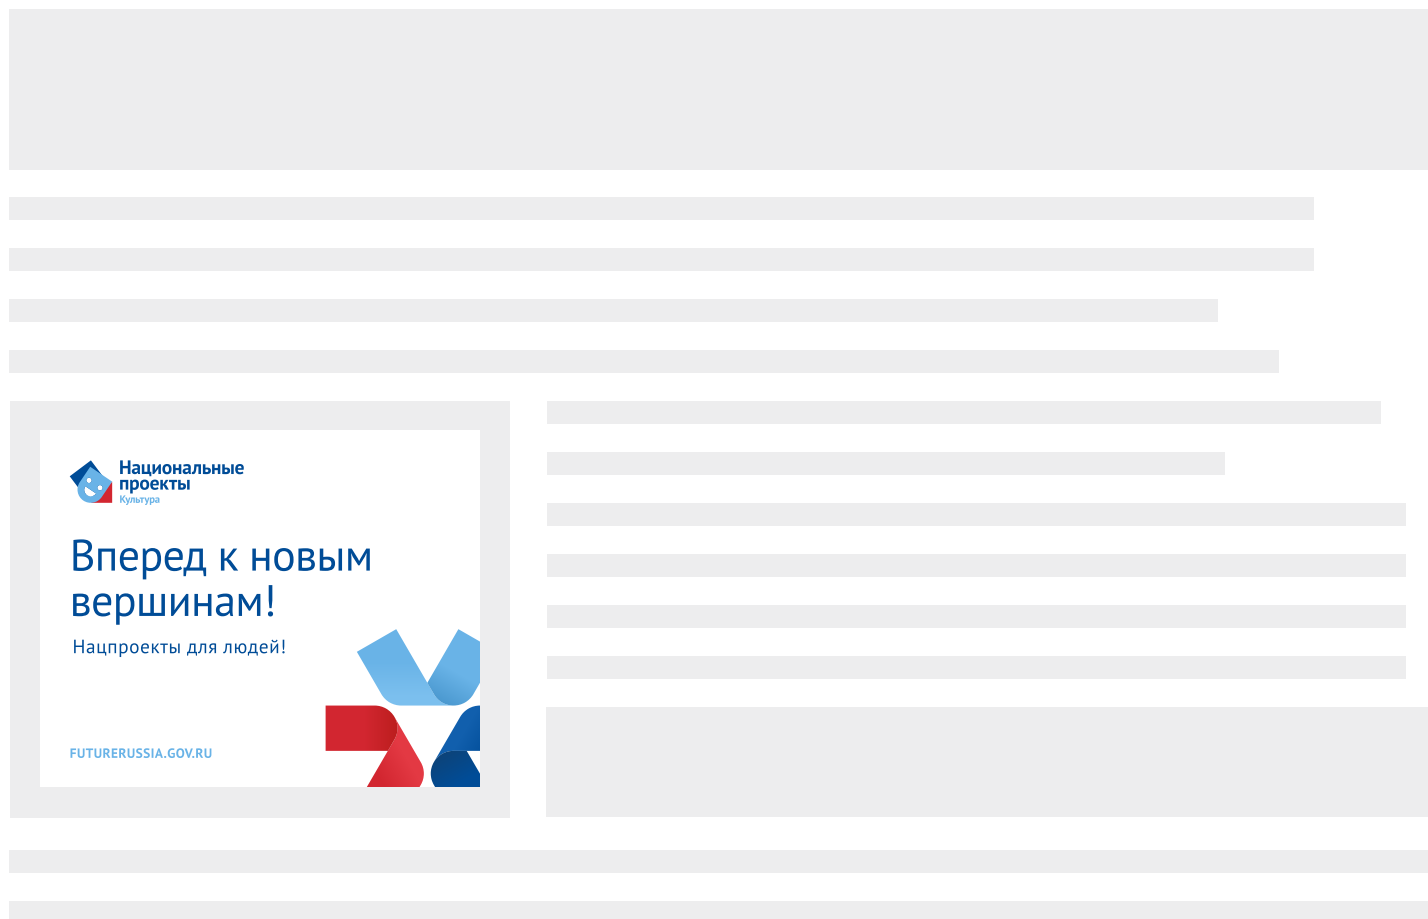 Национальные
проекты
Культура
Вперед к новым
вершинам!
Нацпроекты для людей!
FUTURERUSSIA.GOV.RU